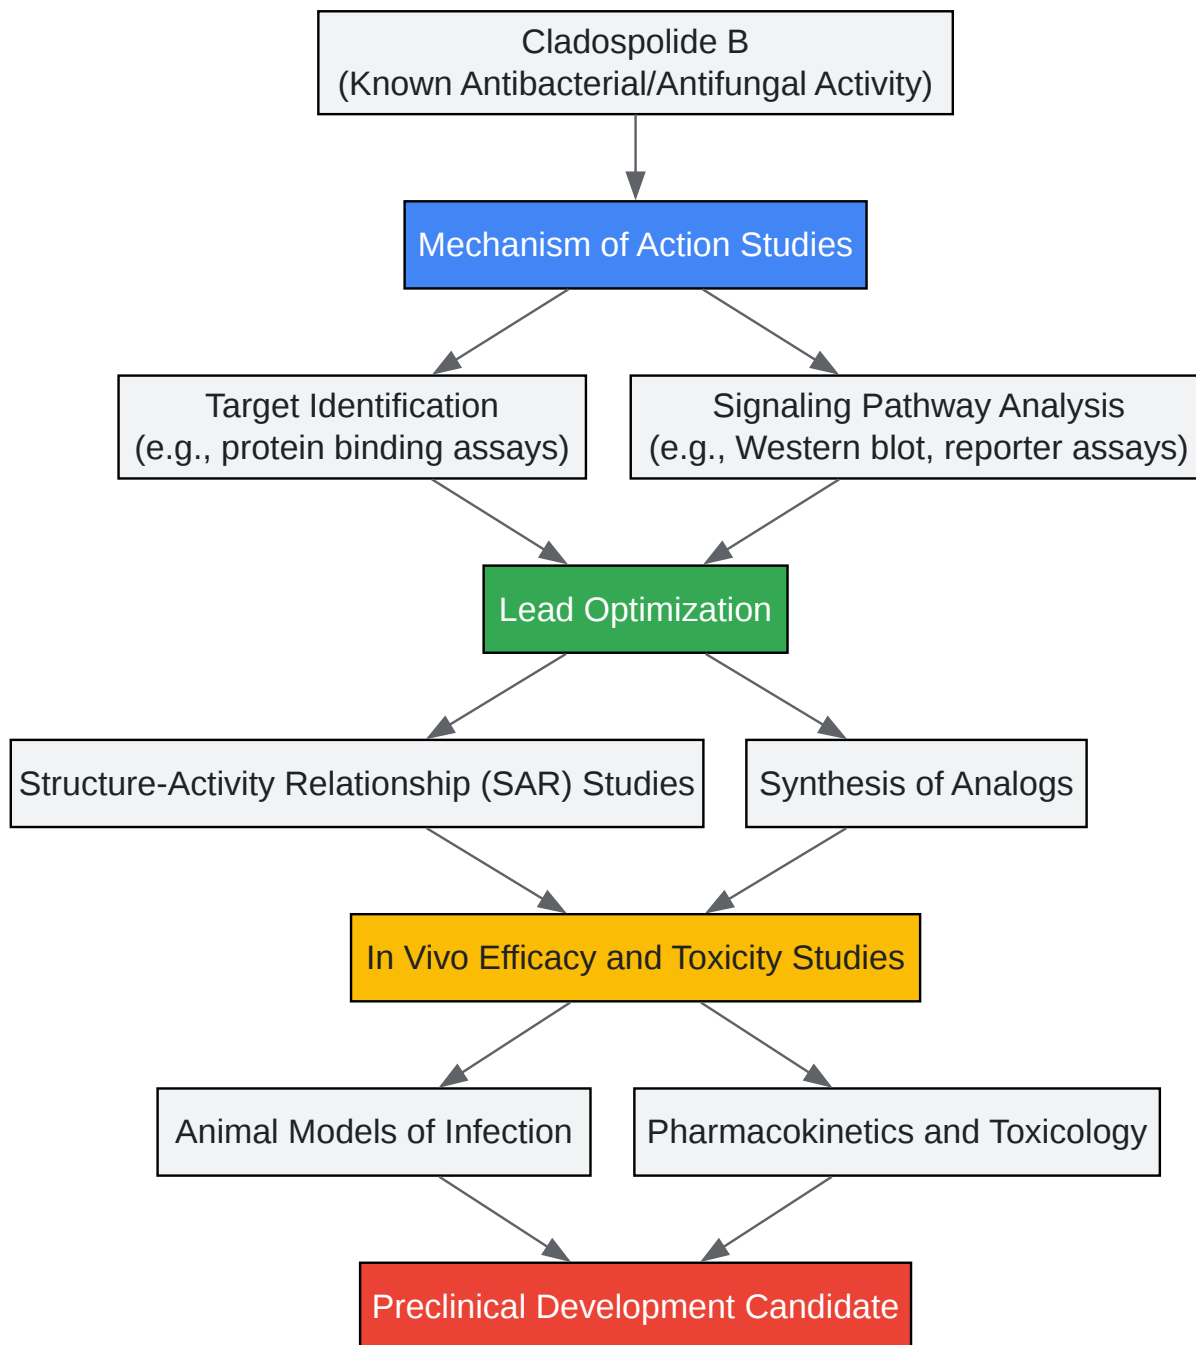 Cladospolide B
(Known Antibacterial/Antifungal Activity)
Mechanism of Action Studies
Target Identification
(e.g., protein binding assays)
Signaling Pathway Analysis
(e.g., Western blot, reporter assays)
Lead Optimization
Structure-Activity Relationship (SAR) Studies
Synthesis of Analogs
In Vivo Efficacy and Toxicity Studies
Animal Models of Infection
Pharmacokinetics and Toxicology
Preclinical Development Candidate